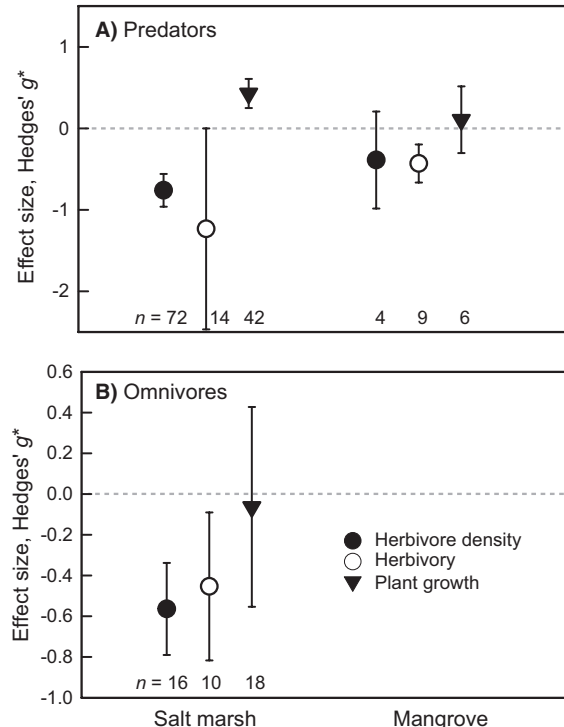 A) Predators
Effect size, Hedges' g*
1
0
-1
-2
n = 72 14 42 4 9 6
B) Omnivores
Effect size, Hedges' g*
0.6
0.4
0.2
0.0
-0.2
-0.4
-0.6
-0.8
-1.0
Herbivore density
Herbivory
Plant growth
n = 16 10 18
Salt marsh Mangrove